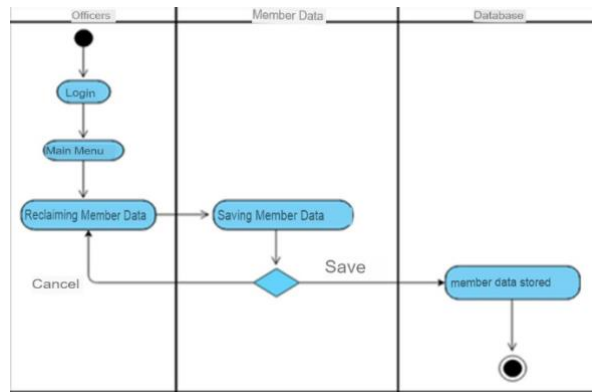 Officers
Member Data
Database
Login
Main Menu
Reclaiming Member Data
Saving Member Data
Cancel
Save
member data stored